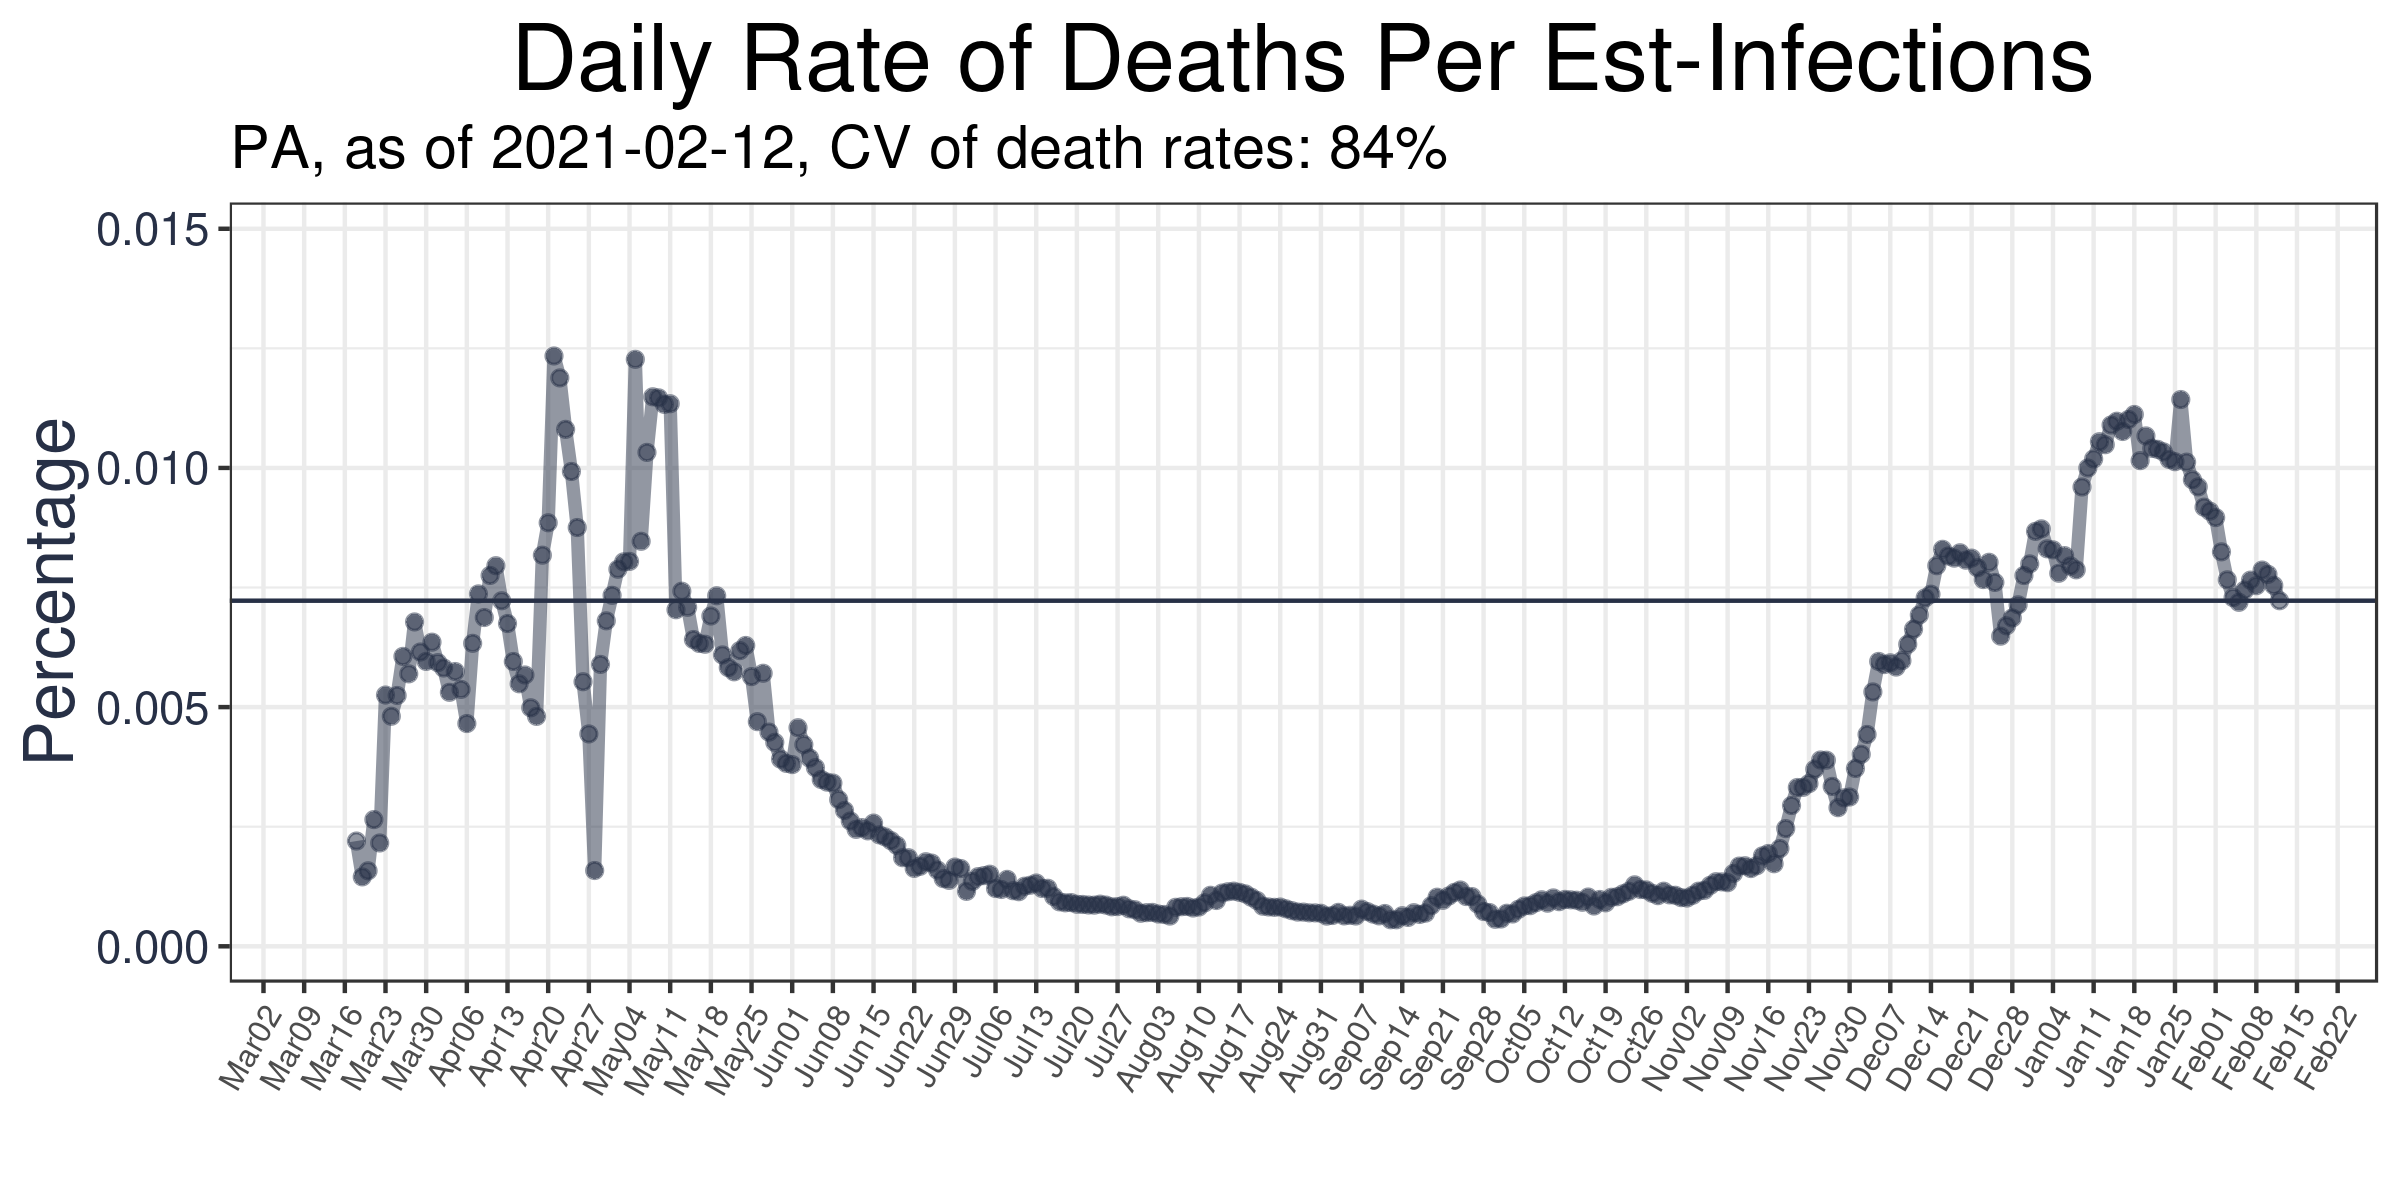 Daily Rate of Deaths Per Est-Infections
PA, as of 2021-02-12, CV of death rates: 84%
Percentage
0.015
0.010
0.005
0.000
Mar02
Mar09
Mar16
Mar23
Mar30
Apr06
Apr13
Apr20
Apr27
May04
May11
May18
May25
Jun01
Jun08
Jun15
Jun22
Jun29
Jul06
Jul13
Jul20
Jul27
Aug03
Aug10
Aug17
Aug24
Aug31
Sep07
Sep14
Sep21
Sep28
Oct05
Oct12
Oct19
Oct26
Nov02
Nov09
Nov16
Nov23
Nov30
Dec07
Dec14
Dec21
Dec28
Jan04
Jan11
Jan18
Jan25
Feb01
Feb08
Feb15
Feb22